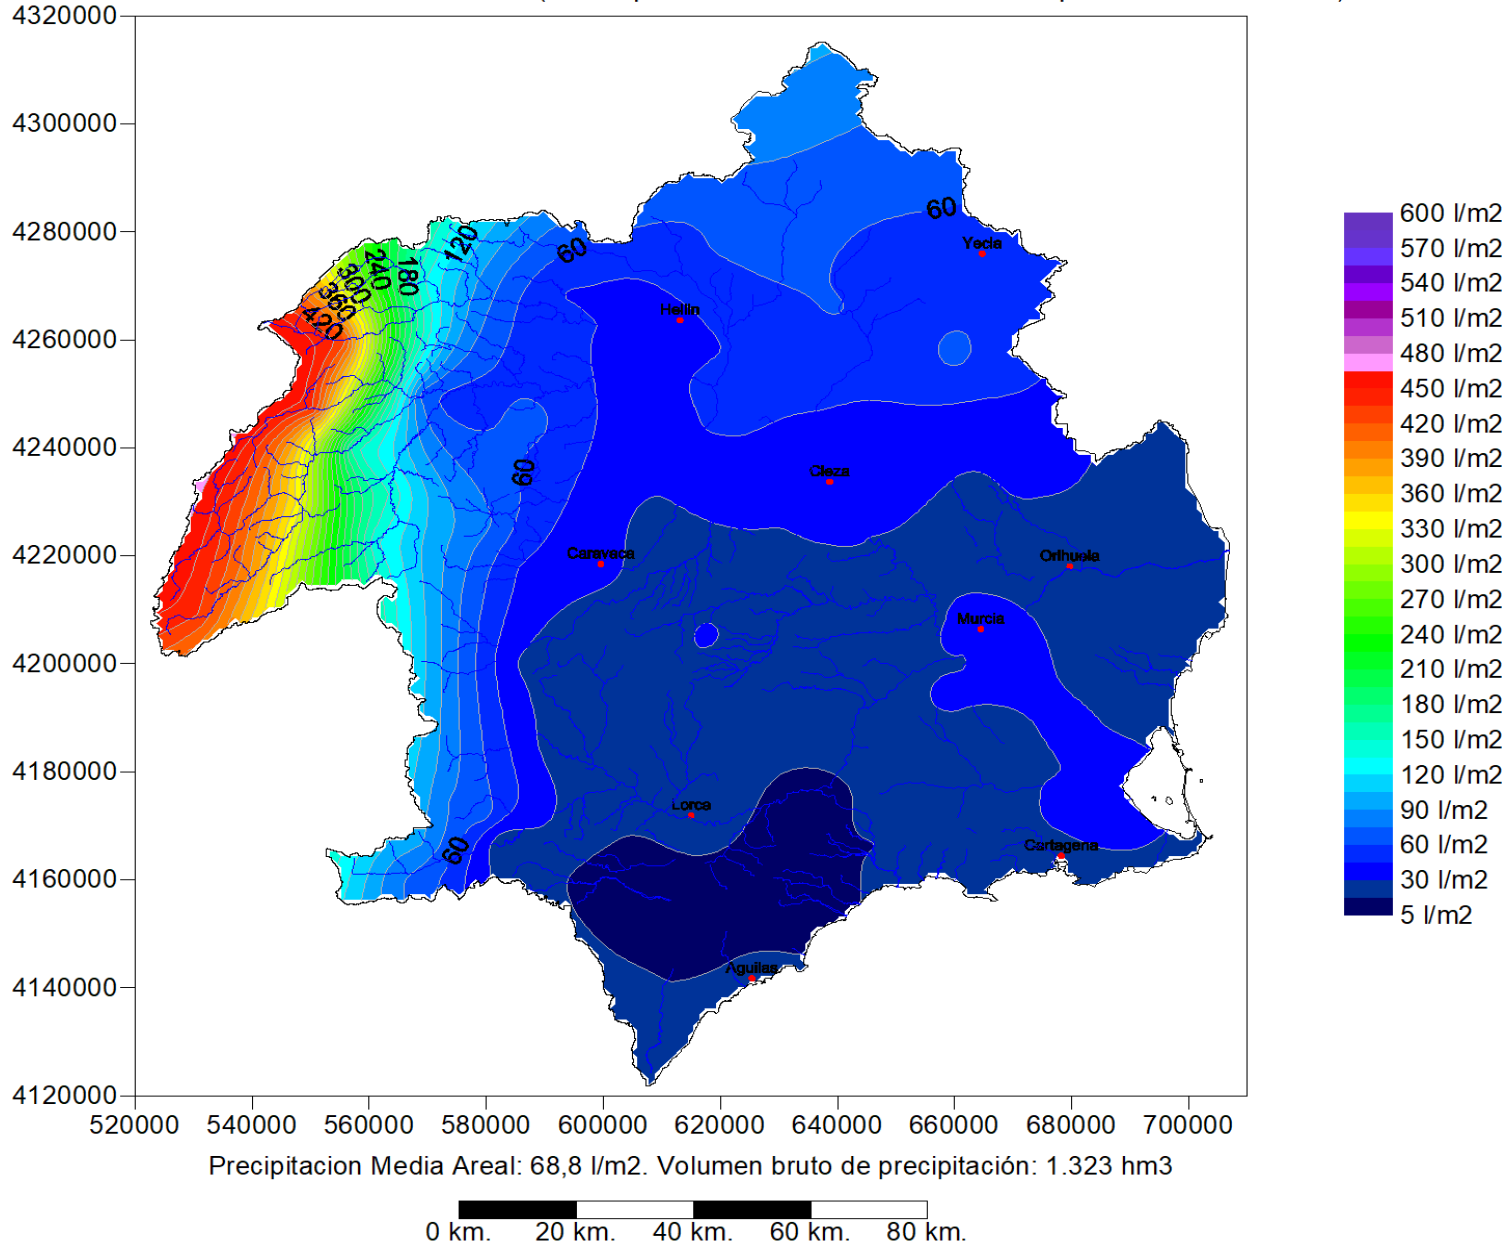 4320000
4300000
4280000
4260000
4240000
4220000
4200000
4180000
4160000
4140000
4120000
520000 540000 560000 580000 600000 620000 640000 660000 680000 700000
60
Yecla
120
60
240
180
300
360
420
Hellin
Cieza
60
Caravaca
Orihuela
Murcia
Lorca
Cartagena
60
Aguilas
600 l/m2
570 l/m2
540 l/m2
510 l/m2
480 l/m2
450 l/m2
420 l/m2
390 l/m2
360 l/m2
330 l/m2
300 l/m2
270 l/m2
240 l/m2
210 l/m2
180 l/m2
150 l/m2
120 l/m2
90 l/m2
60 l/m2
30 l/m2
5 l/m2
Precipitacion Media Areal: 68,8 l/m2. Volumen bruto de precipitación: 1.323 hm3
0 km. 20 km. 40 km. 60 km. 80 km.